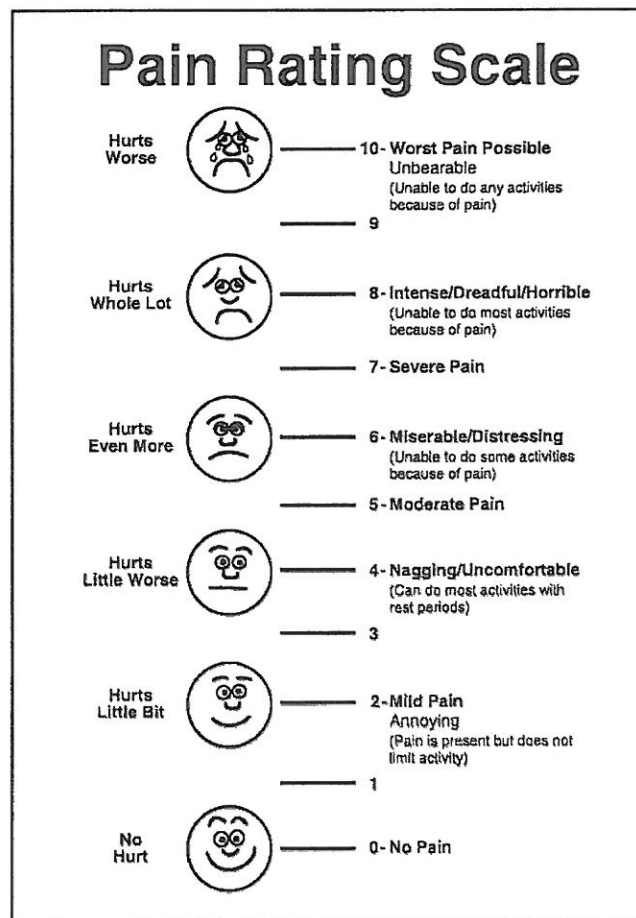 Pain Rating Scale
Hurts
Worse
10- Worst Pain Possible
Unbearable
(Unable to do any activities
because of pain)
9
Hurts
Whole Lot
8- Intense/Dreadful/Horrible
(Unable to do most activities
because of pain)
7- Severe Pain
Hurts
Even More
6- Miserable/Distressing
(Unable to do some activities
because of pain)
5- Moderate Pain
Hurts
Little Worse
4- Nagging/Uncomfortable
(Can do most activities with
rest periods)
3
Hurts
Little Bit
2- Mild Pain
Annoying
(Pain is present but does not
limit activity)
1
No
Hurt
0- No Pain